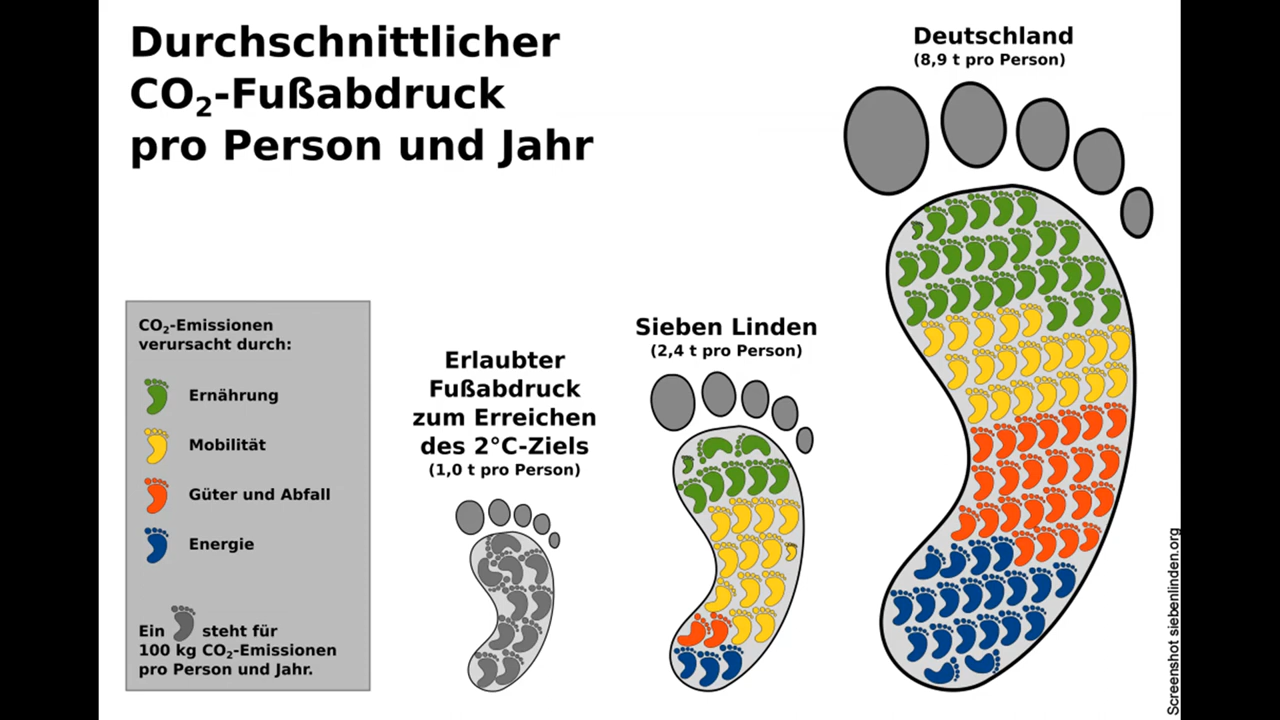 Durchschnittlicher
CO₂-Fußabdruck
pro Person und Jahr
Deutschland
(8,9 t pro Person)
Sieben Linden
(2,4 t pro Person)
Erlaubter
Fußabdruck
zum Erreichen
des 2°C-Ziels
(1,0 t pro Person)
CO₂-Emissionen
verursacht durch:
Ernährung
Mobilität
Güter und Abfall
Energie
Ein steht für
100 kg CO₂-Emissionen
pro Person und Jahr.
Screenshot siebenlinden.org